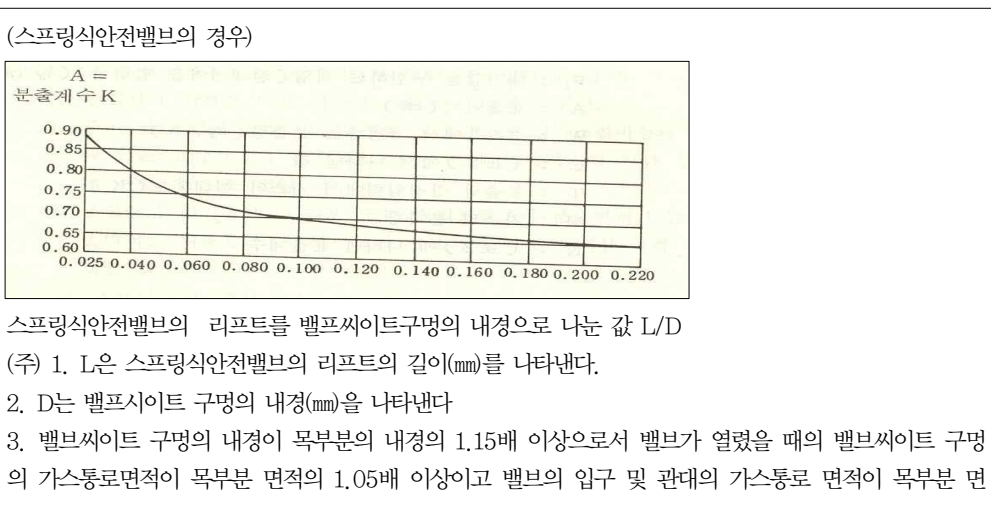 (스프링식안전밸브의 경우)
A =
분출계수 K
0.90
0.85
0.80
0.75
0.70
0.65
0.60
0.025 0.040 0.060 0.080 0.100 0.120 0.140 0.160 0.180 0.200 0.220
스프링식안전밸브의 리프트를 밸프씨이트구멍의 내경으로 나눈 값 L/D
(주) 1. L은 스프링식안전밸브의 리프트의 길이(㎜)를 나타낸다.
2. D는 밸프시이트 구멍의 내경(㎜)을 나타낸다
3. 밸브씨이트 구멍의 내경이 목부분의 내경의 1.15배 이상으로서 밸브가 열렸을 때의 밸브씨이트 구멍
의 가스통로면적이 목부분 면적의 1.05배 이상이고 밸브의 입구 및 관대의 가스통로 면적이 목부분 면